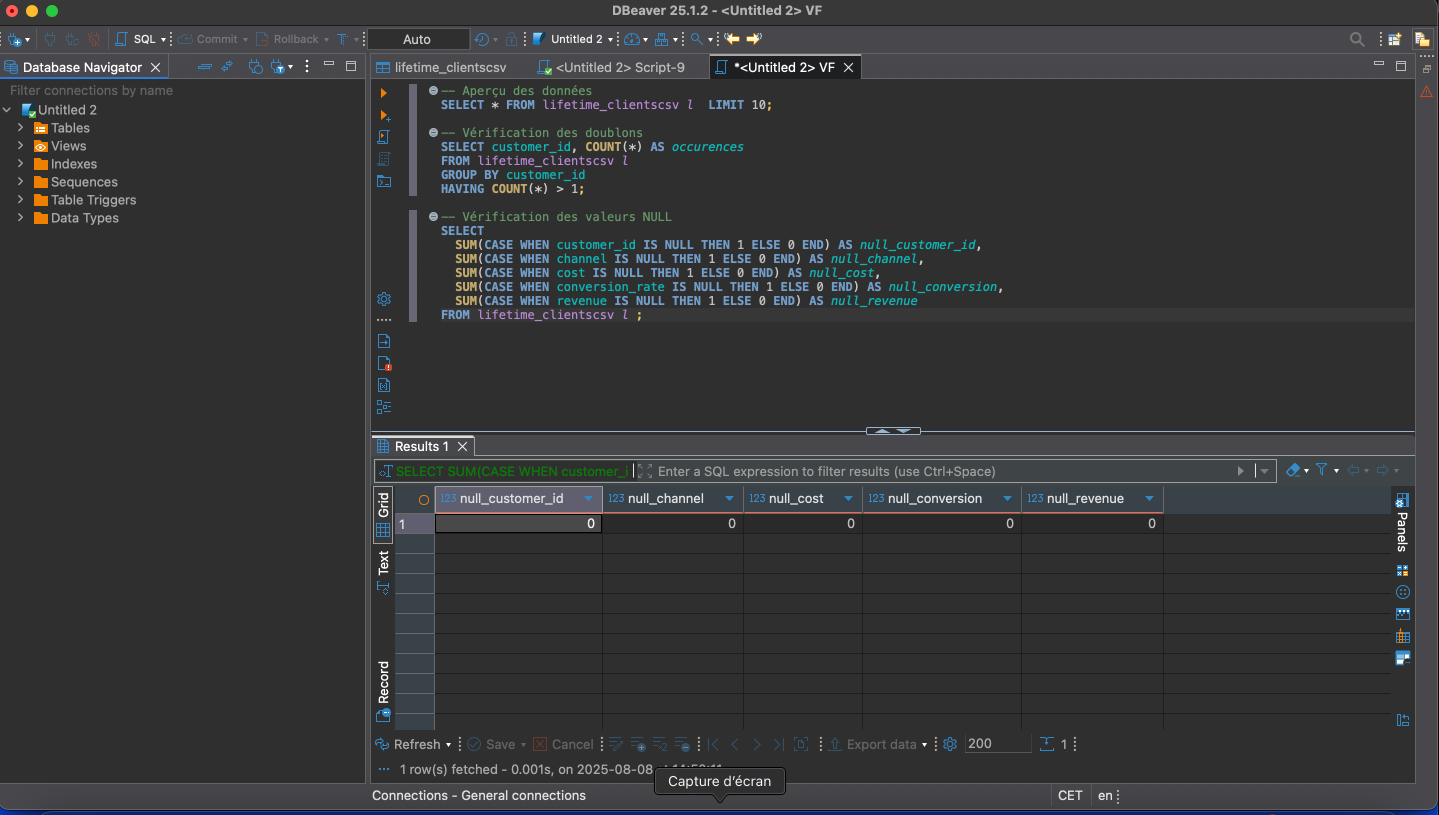 DBeaver 25.1.2 - <Untitled 2> VF
SQL Commit Rollback T Auto Untitled 2
Database Navigator
Filter connections by name
Untitled 2
Tables
Views
Indexes
Sequences
Table Triggers
Data Types
lifetime_clientscsv <Untitled 2> Script-9 *<Untitled 2> VF
-- Aperçu des données
SELECT * FROM lifetime_clientscsv l  LIMIT 10;
-- Vérification des doublons
SELECT customer_id, COUNT(*) AS occurences
FROM lifetime_clientscsv l
GROUP BY customer_id
HAVING COUNT(*) > 1;
-- Vérification des valeurs NULL
SELECT
SUM(CASE WHEN customer_id IS NULL THEN 1 ELSE 0 END) AS null_customer_id,
SUM(CASE WHEN channel IS NULL THEN 1 ELSE 0 END) AS null_channel,
SUM(CASE WHEN cost IS NULL THEN 1 ELSE 0 END) AS null_cost,
SUM(CASE WHEN conversion_rate IS NULL THEN 1 ELSE 0 END) AS null_conversion,
SUM(CASE WHEN revenue IS NULL THEN 1 ELSE 0 END) AS null_revenue
FROM lifetime_clientscsv l ;
Results 1
SELECT SUM(CASE WHEN customer_i Enter a SQL expression to filter results (use Ctrl+Space)
Grid
Text
Record
123 null_customer_id 123 null_channel 123 null_cost 123 null_conversion 123 null_revenue
1 0 0 0 0 0
Panels
Refresh Save Cancel Export data 200 1
1 row(s) fetched - 0.001s, on 2025-08-08
Capture d'écran
Connections - General connections
CET en